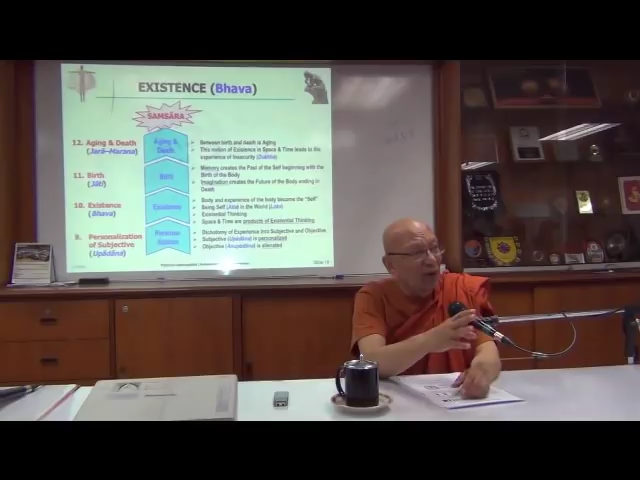 EXISTENCE (Bhava)
SAMSĀRA
12. Aging & Death
(Jarā–Marana)
Aging &
Death
Between birth and death is Aging
This notion of Existence in Space & Time leads to the
experience of Insecurity (Dukkha)
11. Birth
(Jāti)
Birth
Memory creates the Past of the Self beginning with the
Birth of the Body
Imagination creates the Future of the Body ending in
Death
10. Existence
(Bhava)
Existence
Body and experience of the body become the "Self"
Being Self (Atta) in the World (Loka)
Existential Thinking
Space & Time are products of Existential Thinking
9. Personalization
of Subjective
(Upādāna)
Dichotomy of Experience into Subjective and Objective
Subjective (Upādāna) is personalized
Objective (Anupādāna) is alienated